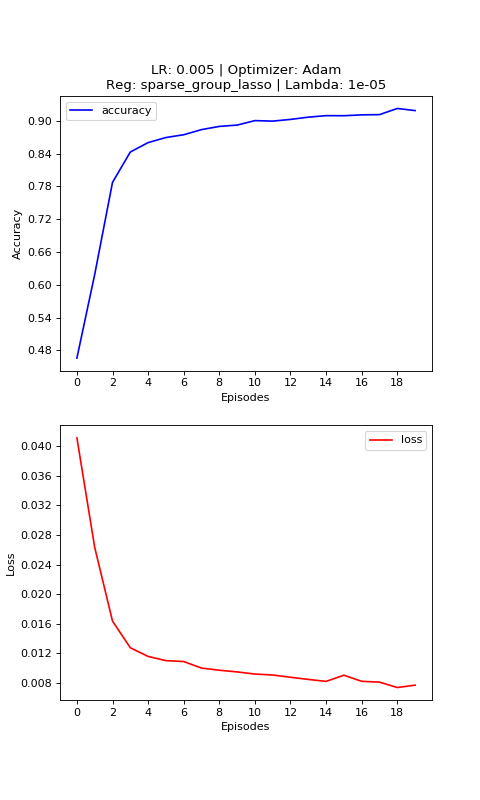 LR: 0.005 | Optimizer: Adam
Reg: sparse_group_lasso | Lambda: 1e-05
accuracy
0.90
0.84
0.78
0.72
0.66
0.60
0.54
0.48
Accuracy
0 2 4 6 8 10 12 14 16 18
Episodes
loss
0.040
0.036
0.032
0.028
0.024
0.020
0.016
0.012
0.008
Loss
0 2 4 6 8 10 12 14 16 18
Episodes